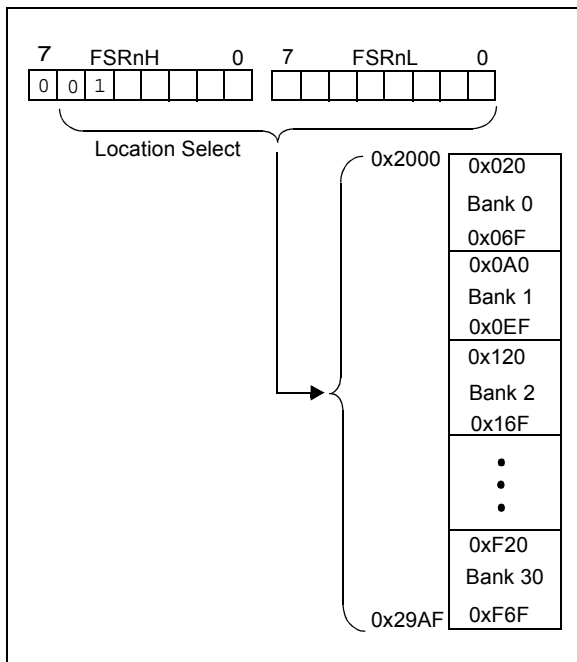 7 FSRnH 0 7 FSRnL 0
0 0 1
Location Select
0x2000
0x020
Bank 0
0x06F
0x0A0
Bank 1
0x0EF
0x120
Bank 2
0x16F
0xF20
Bank 30
0xF6F
0x29AF